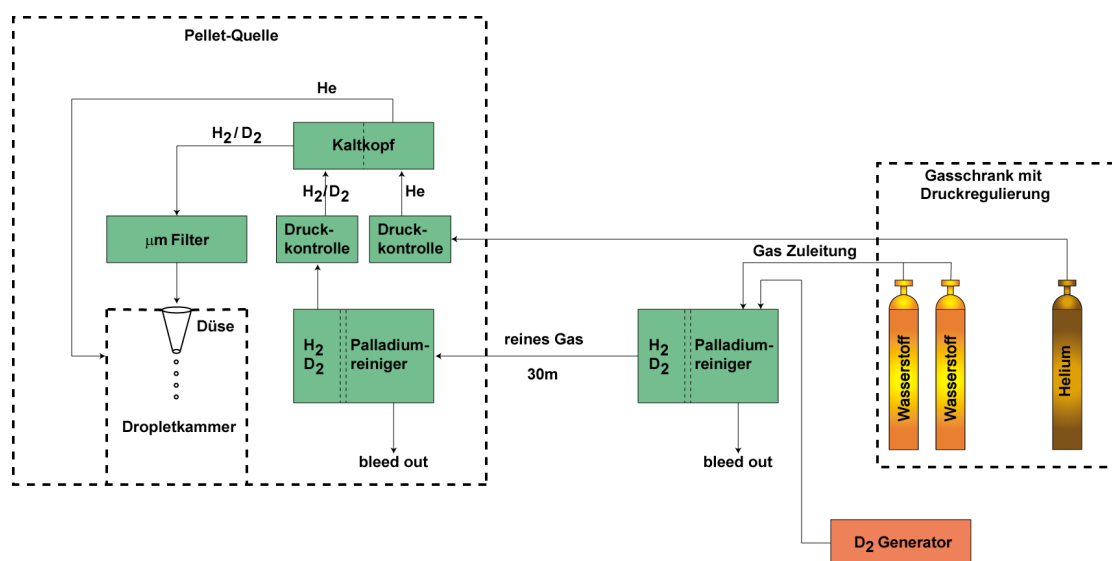 Pellet-Quelle
He
H2/D2
Kaltkopf
H2/D2
He
μm Filter
Druck-
kontrolle
Druck-
kontrolle
Düse
Dropletkammer
H2
D2
Palladium-
reiniger
bleed out
reines Gas
30m
H2
D2
Palladium-
reiniger
bleed out
Gas Zuleitung
Gasschrank mit
Druckregulierung
Wasserstoff
Wasserstoff
Helium
D2 Generator